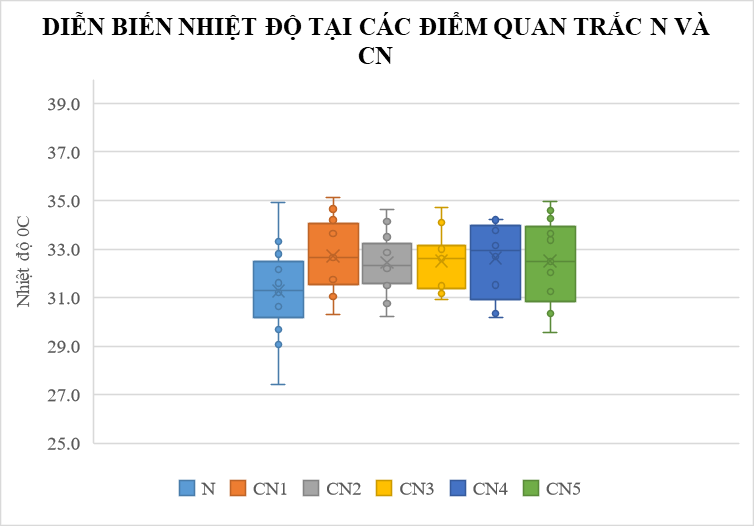 DIỄN BIẾN NHIỆT ĐỘ TẠI CÁC ĐIỂM QUAN TRẮC N VÀ
CN
39.0
37.0
35.0
33.0
31.0
29.0
27.0
25.0
Nhiệt độ 0C
N CN1 CN2 CN3 CN4 CN5